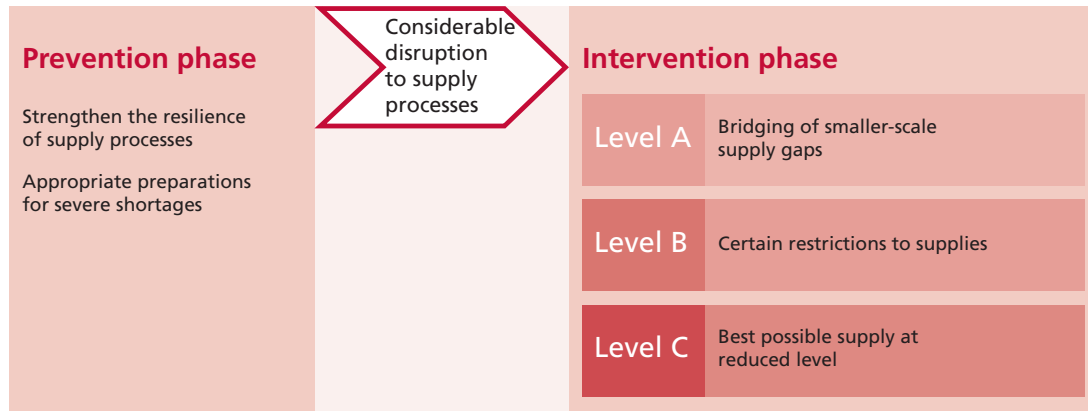 Prevention phase
Strengthen the resilience
of supply processes
Appropriate preparations
for severe shortages
Considerable
disruption
to supply
processes
Intervention phase
Level A
Bridging of smaller-scale
supply gaps
Level B
Certain restrictions to supplies
Level C
Best possible supply at
reduced level